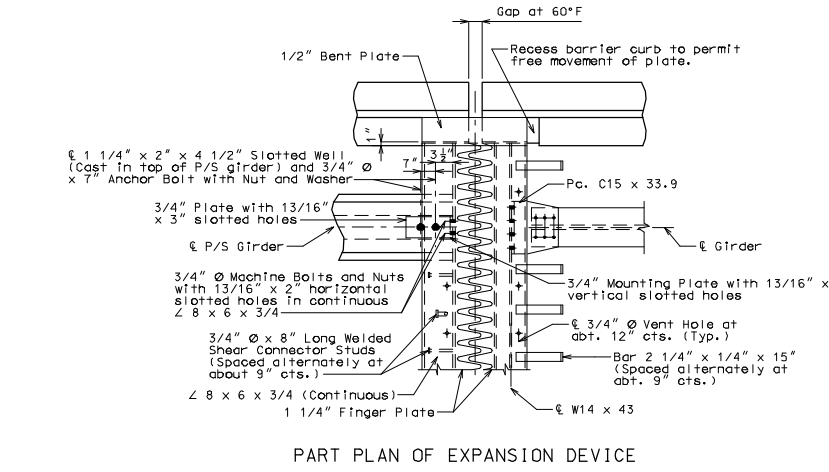 Gap at 60°F
1/2" Bent Plate
Recess barrier curb to permit
free movement of plate.
1"
3 1/2"
7"
℄ 1 1/4" x 2" x 4 1/2" Slotted Well
(Cast in top of P/S girder) and 3/4" Ø
x 7" Anchor Bolt with Nut and Washer
Pc. C15 x 33.9
3/4" Plate with 13/16"
x 3" slotted holes
℄ P/S Girder
℄ Girder
3/4" Ø Machine Bolts and Nuts
with 13/16" x 2" horizontal
slotted holes in continuous
∠ 8 x 6 x 3/4
3/4" Mounting Plate with 13/16" x
vertical slotted holes
3/4" Ø x 8" Long Welded
Shear Connector Studs
(Spaced alternately at
about 9" cts.)
℄ 3/4" Ø Vent Hole at
abt. 12" cts. (Typ.)
Bar 2 1/4" x 1/4" x 15"
(Spaced alternately at
abt. 9" cts.)
∠ 8 x 6 x 3/4 (Continuous)
1 1/4" Finger Plate
℄ W14 x 43
PART PLAN OF EXPANSION DEVICE